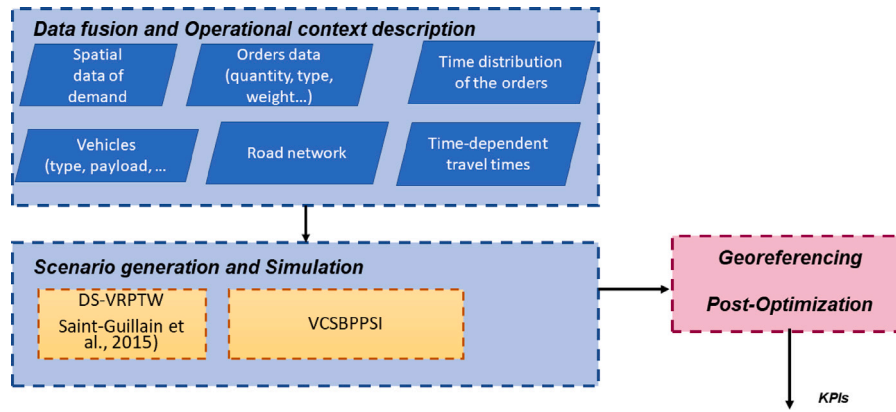 Data fusion and Operational context description
Spatial
data of
demand
Orders data
(quantity, type,
weight...)
Time distribution
of the orders
Vehicles
(type, payload, ...
Road network
Time-dependent
travel times
Scenario generation and Simulation
DS-VRPTW
Saint-Guillain et
al., 2015)
VCSBPPSI
Georeferencing
Post-Optimization
KPIs